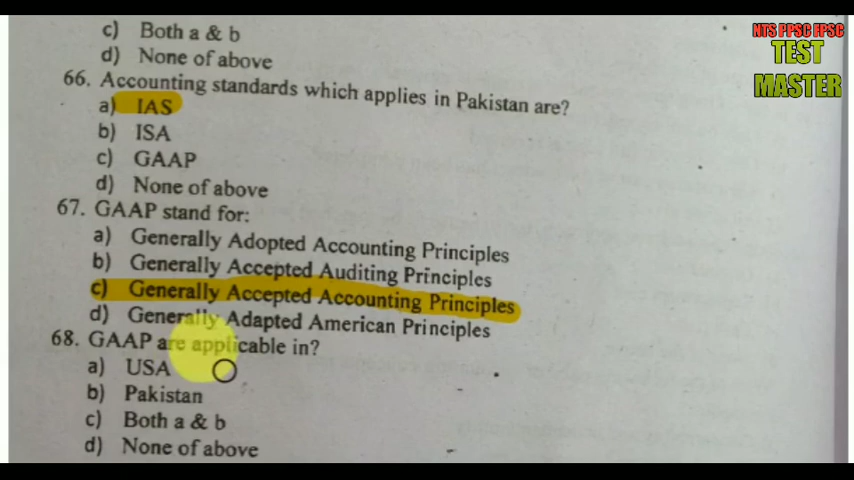 c) Both a & b
d) None of above
66. Accounting standards which applies in Pakistan are?
a) IAS
b) ISA
c) GAAP
d) None of above
67. GAAP stand for:
a) Generally Adopted Accounting Principles
b) Generally Accepted Auditing Principles
c) Generally Accepted Accounting Principles
d) Generally Adapted American Principles
68. GAAP are applicable in?
a) USA
b) Pakistan
c) Both a & b
d) None of above
NTS PPSC FPSC
TEST
MASTER